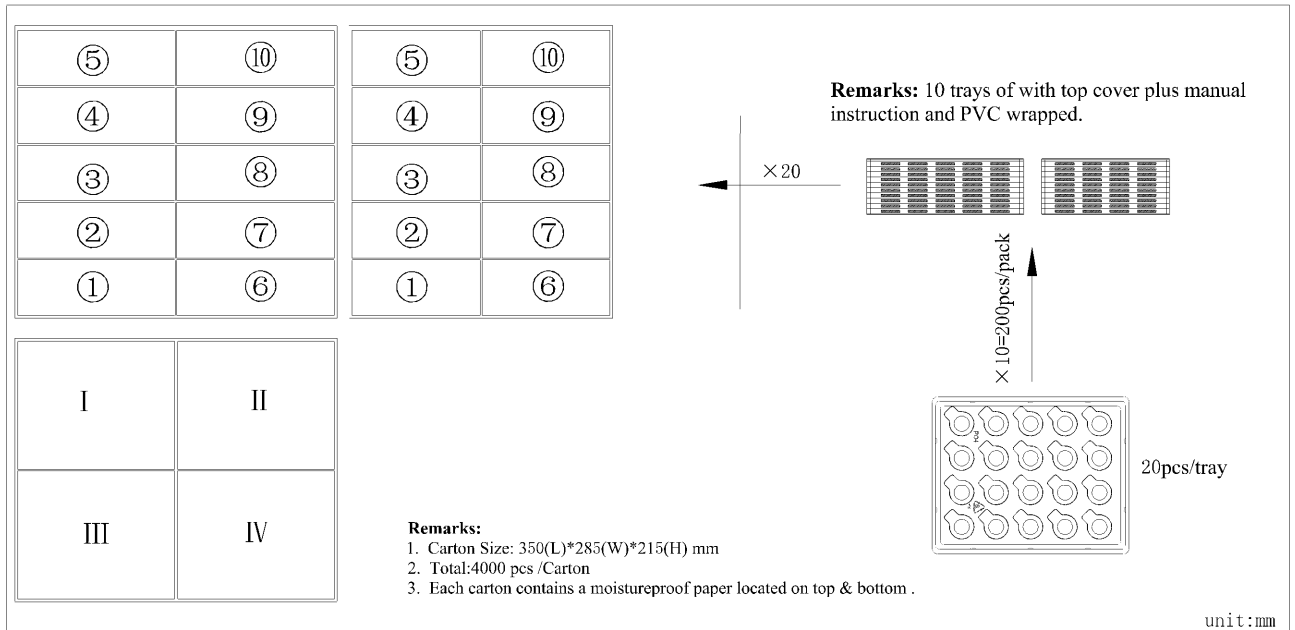 ⑤ ⑩ ⑤ ⑩
④ ⑨ ④ ⑨
③ ⑧ ③ ⑧
② ⑦ ② ⑦
① ⑥ ① ⑥
Remarks: 10 trays of with top cover plus manual
instruction and PVC wrapped.
×20
×10=200pcs/pack
20pcs/tray
I II
III IV
Remarks:
1. Carton Size: 350(L)*285(W)*215(H) mm
2. Total:4000 pcs /Carton
3. Each carton contains a moistureproof paper located on top & bottom .
unit:mm